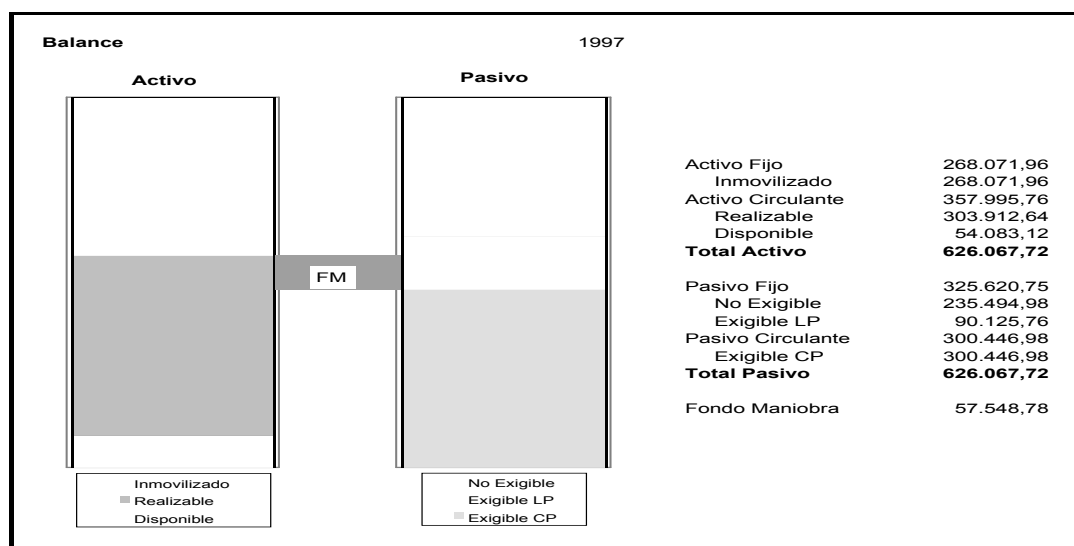 Balance 1997
Activo Pasivo
Activo Fijo 268.071,96
Inmovilizado 268.071,96
Activo Circulante 357.995,76
Realizable 303.912,64
Disponible 54.083,12
Total Activo 626.067,72
Pasivo Fijo 325.620,75
No Exigible 235.494,98
Exigible LP 90.125,76
Pasivo Circulante 300.446,98
Exigible CP 300.446,98
Total Pasivo 626.067,72
Fondo Maniobra 57.548,78
FM
Inmovilizado
Realizable
Disponible
No Exigible
Exigible LP
Exigible CP